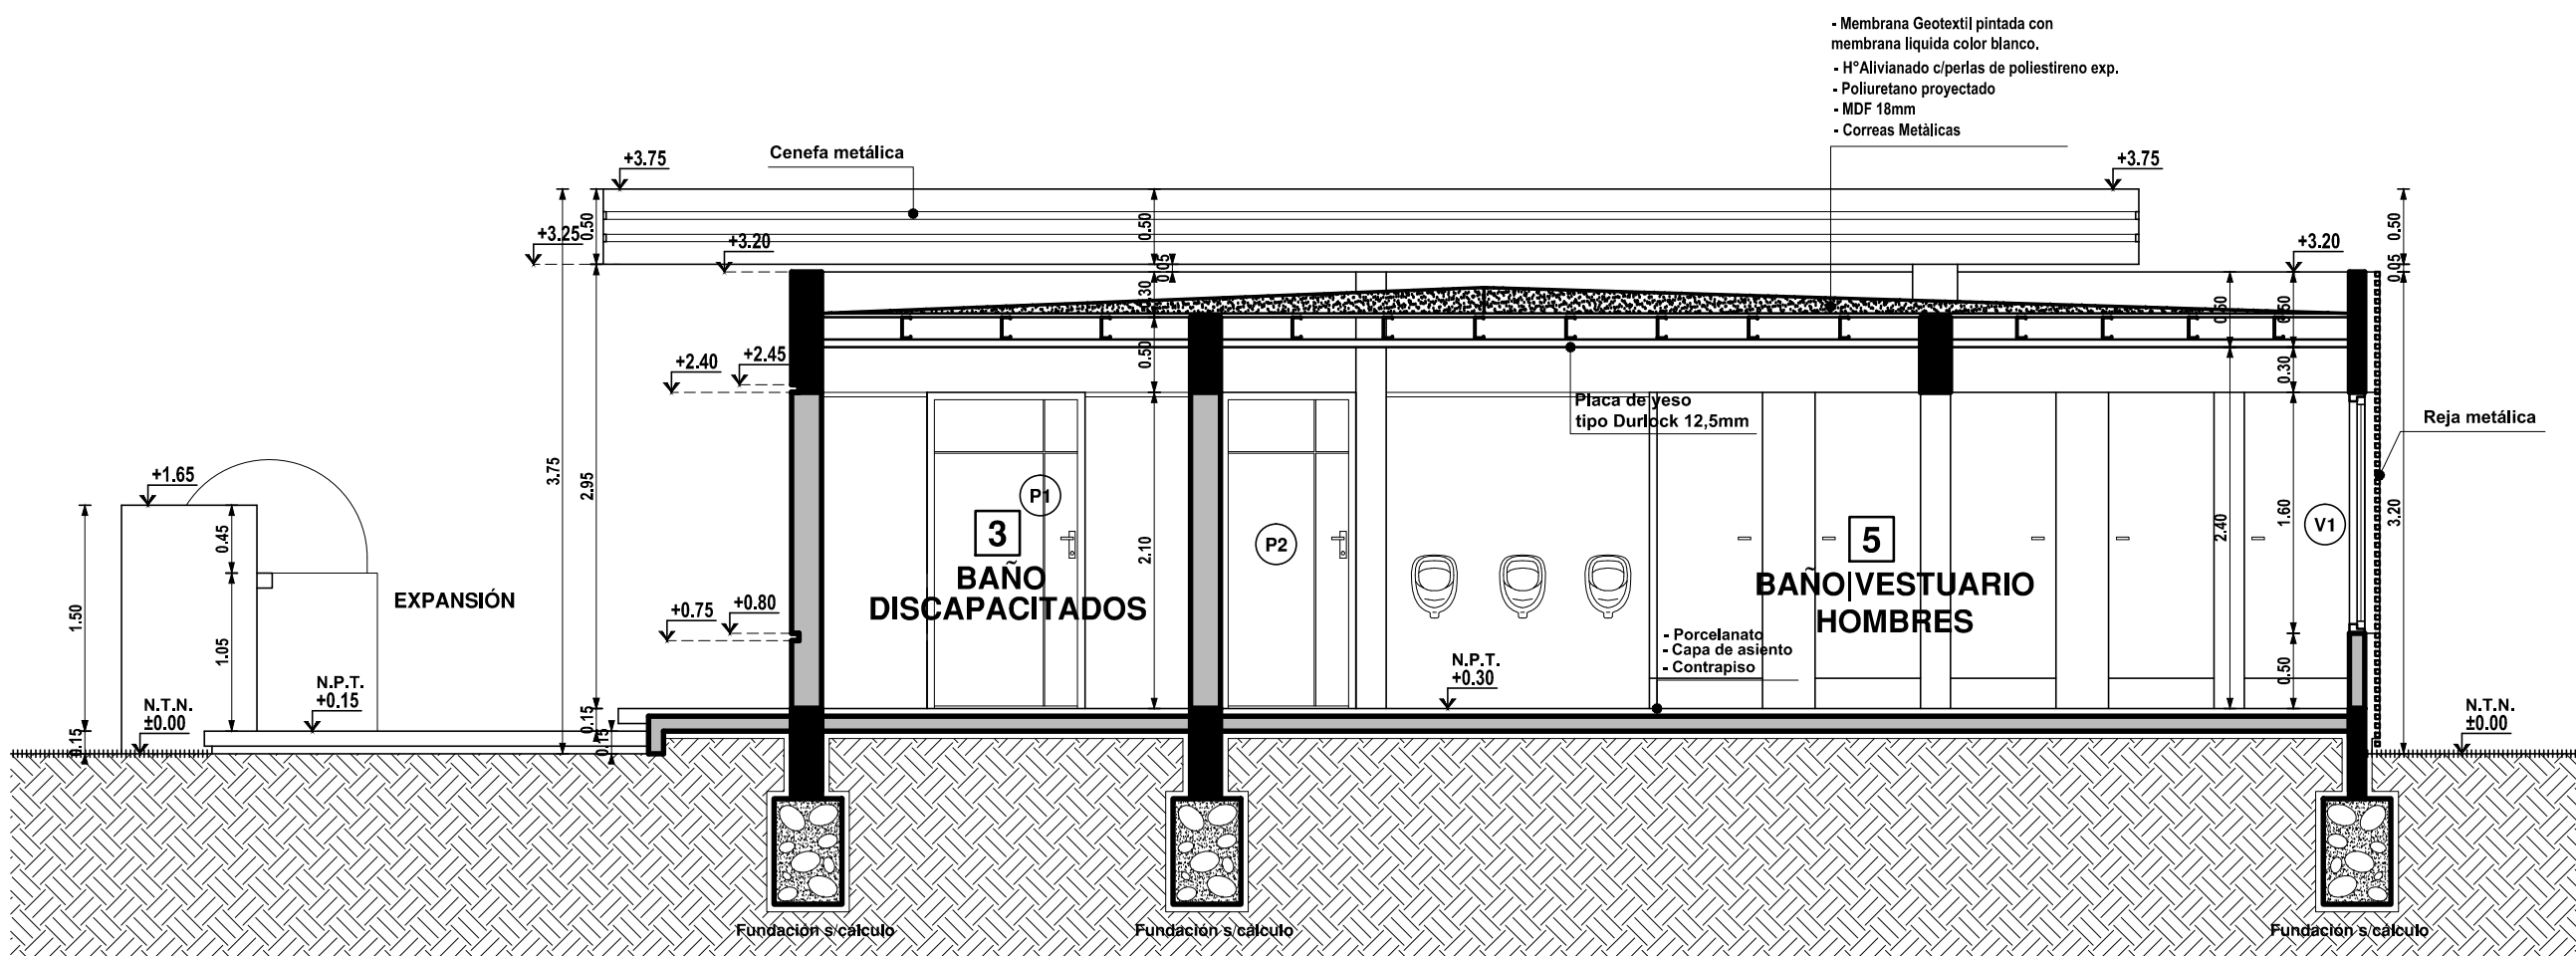 - Membrana Geotextil pintada con
membrana liquida color blanco.
- H°Alivianado c/perlas de poliestireno exp.
- Poliuretano proyectado
- MDF 18mm
- Correas Metàlicas
Cenefa metálica
+3.75
+3.75
0.50
0.50
0.50
+3.25
+3.20
+3.20
0.05
0.05
0.30
0.50
0.60
0.50
+2.45
+2.40
0.30
Placa de yeso
tipo Durlock 12,5mm
Reja metálica
3.75
2.95
+1.65
0.45
1.50
1.05
EXPANSIÓN
P1
3
BAÑO
DISCAPACITADOS
2.10
P2
5
BAÑO|VESTUARIO
HOMBRES
2.40
1.60
V1
3.20
+0.80
+0.75
- Porcelanato
- Capa de asiento
- Contrapiso
N.P.T.
+0.30
0.50
N.P.T.
+0.15
N.T.N.
±0.00
N.T.N.
±0.00
0.15
0.15
0.15
Fundación s/cálculo
Fundación s/cálculo
Fundación s/cálculo